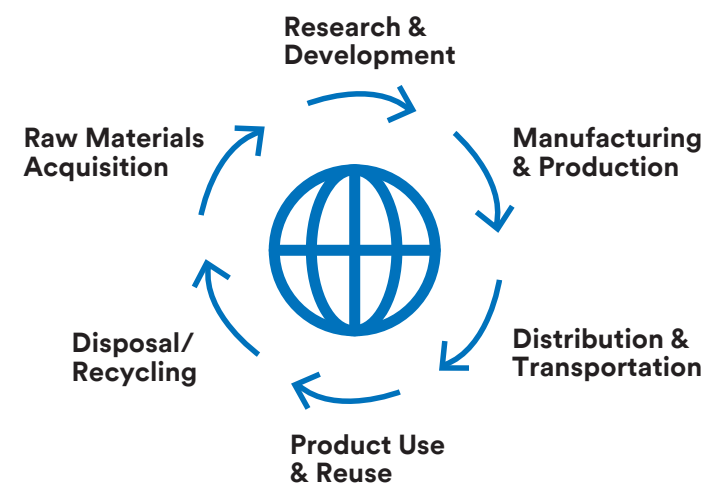 Research &
Development
Manufacturing
& Production
Distribution &
Transportation
Product Use
& Reuse
Disposal/
Recycling
Raw Materials
Acquisition